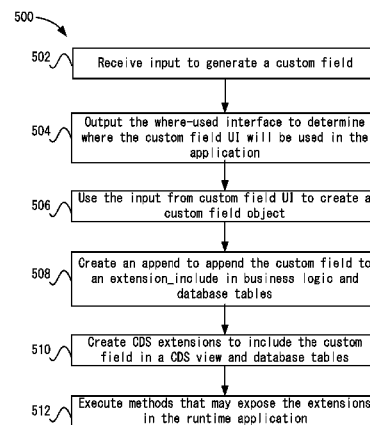 500
502
Receive input to generate a custom field
504
Output the where-used interface to determine
where the custom field UI will be used in the
application
506
Use the input from custom field UI to create a
custom field object
508
Create an append to append the custom field to
an extension_include in business logic and
database tables
510
Create CDS extensions to include the custom
field in a CDS view and database tables
512
Execute methods that may expose the extensions
in the runtime application